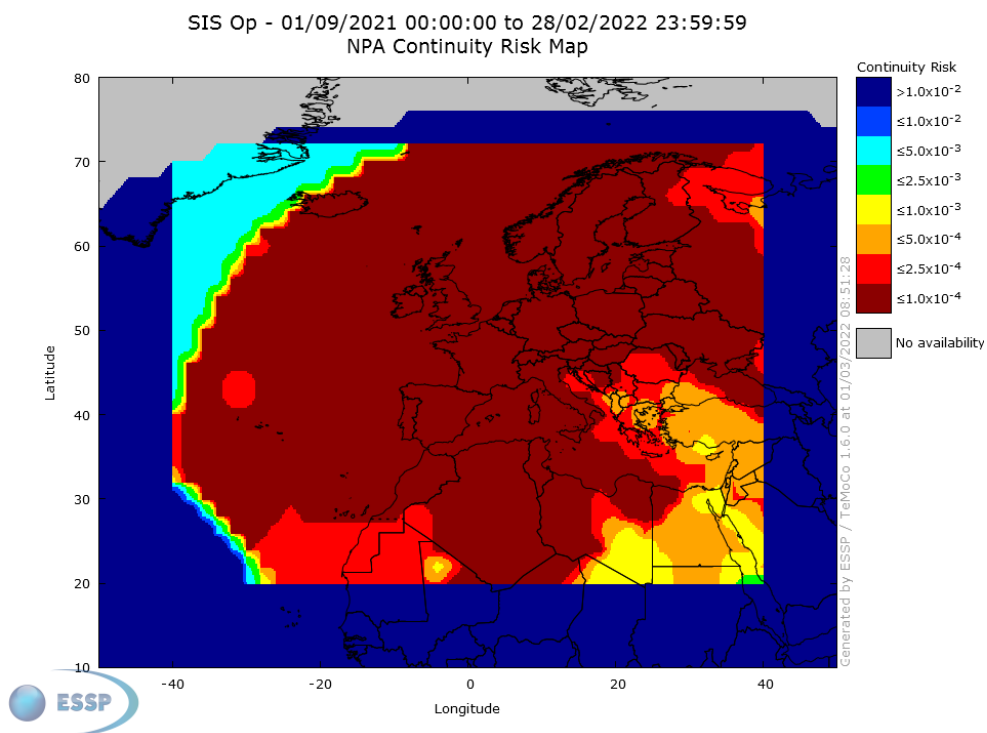 SIS Op - 01/09/2021 00:00:00 to 28/02/2022 23:59:59
NPA Continuity Risk Map
Continuity Risk
>1.0x10⁻²
≤1.0x10⁻²
≤5.0x10⁻³
≤2.5x10⁻³
≤1.0x10⁻³
≤5.0x10⁻⁴
≤2.5x10⁻⁴
≤1.0x10⁻⁴
No availability
80
70
60
50
40
30
20
10
Latitude
-40
-20
0
20
40
Longitude
Generated by ESSP / TeMoCo 1.6.0 at 01/03/2022 08:51:28
ESSP